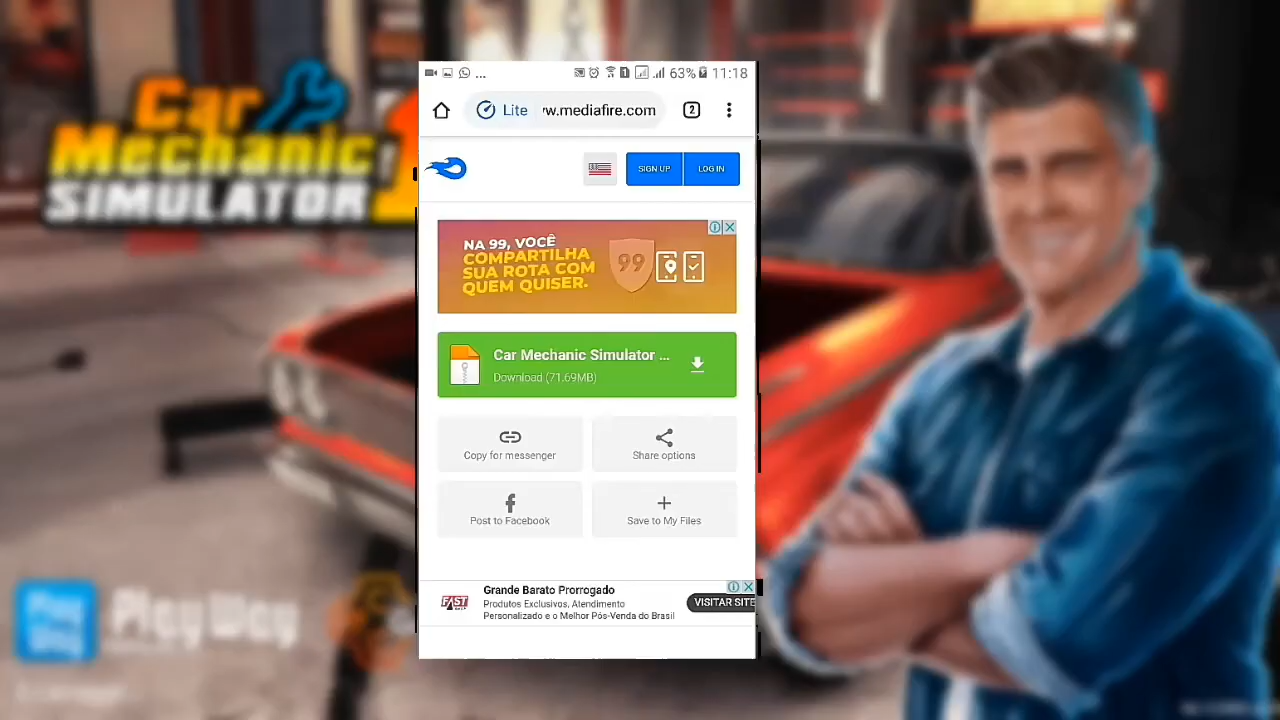 Car
Mechanic
SIMULATOR
... 63% 11:18
Lite w.mediafire.com 2
SIGN UP LOG IN
NA 99, VOCÊ
COMPARTILHA
SUA ROTA COM
QUEM QUISER.
99
Car Mechanic Simulator ...
Download (71.69MB)
Copy for messenger
Share options
Post to Facebook
Save to My Files
Grande Barato Prorrogado
Produtos Exclusivos, Atendimento
Personalizado e o Melhor Pós-Venda do Brasil
FAST
VISITAR SITE
Play Way
PlayWay